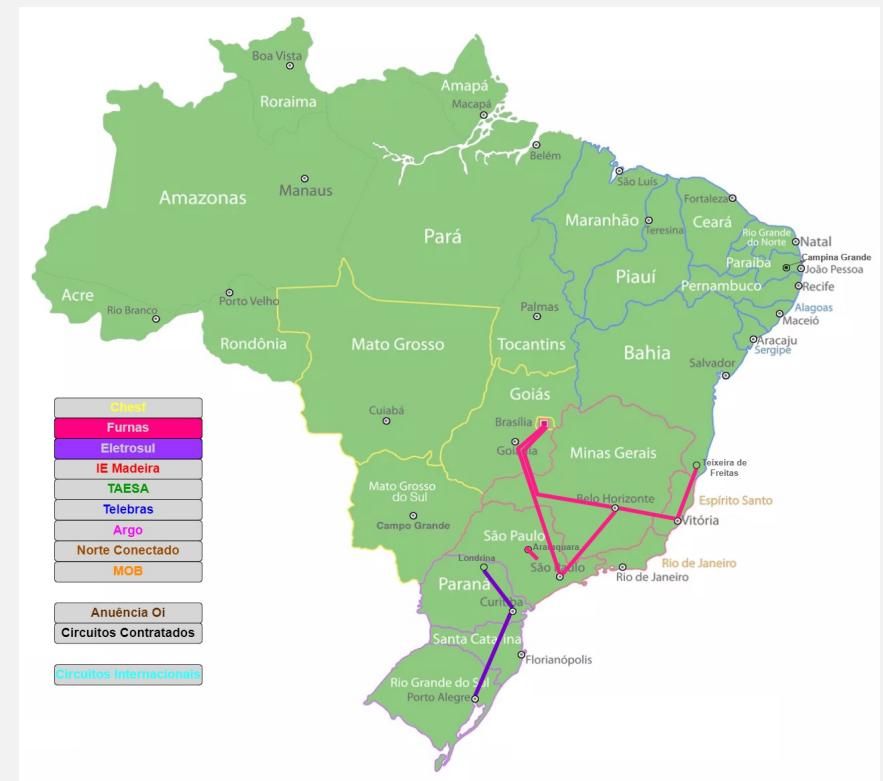 Boa Vista
Roraima
Amapá
Macapá
Belém
São Luís
Fortaleza
Manaus
Amazonas
Maranhão
Teresina
Ceará
Rio Grande
do Norte
Natal
Pará
Campina Grande
Paraíba
João Pessoa
Piauí
Pernambuco
Recife
Acre
Porto Velho
Rio Branco
Palmas
Alagoas
Maceió
Rondônia
Mato Grosso
Tocantins
Bahia
Aracaju
Sergipe
Salvador
Goiás
Chesf
Cuiabá
Brasília
Furnas
Eletrosul
Goiânia
Minas Gerais
Teixeira de
Freitas
IE Madeira
TAESA
Mato Grosso
do Sul
Belo Horizonte
Espírito Santo
Telebras
Campo Grande
Vitória
Argo
São Paulo
Norte Conectado
Araraquara
Londrina
MOB
São Paulo
Rio de Janeiro
Rio de Janeiro
Paraná
Curitiba
Anuência Oi
Circuitos Contratados
Santa Catarina
Florianópolis
Circuitos Internacionais
Rio Grande do Sul
Porto Alegre